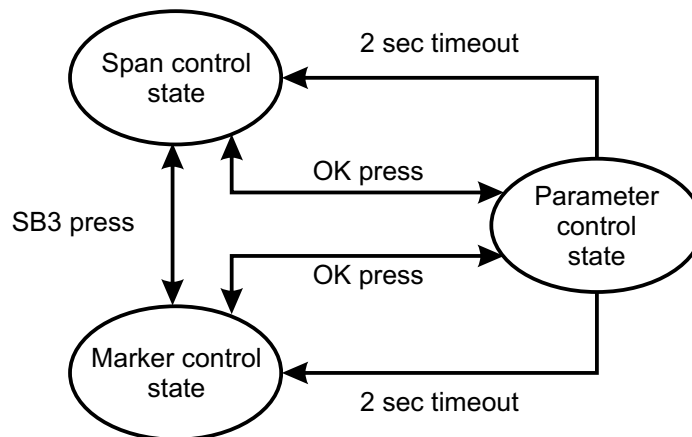 2 sec timeout
Span control
state
OK press
Parameter
control
state
SB3 press
OK press
Marker control
state
2 sec timeout